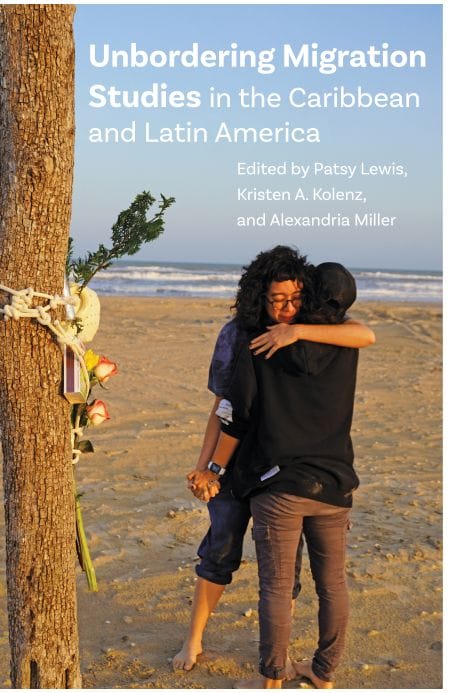 Unbordering Migration
Studies in the Caribbean
and Latin America
Edited by Patsy Lewis,
Kristen A. Kolenz,
and Alexandria Miller